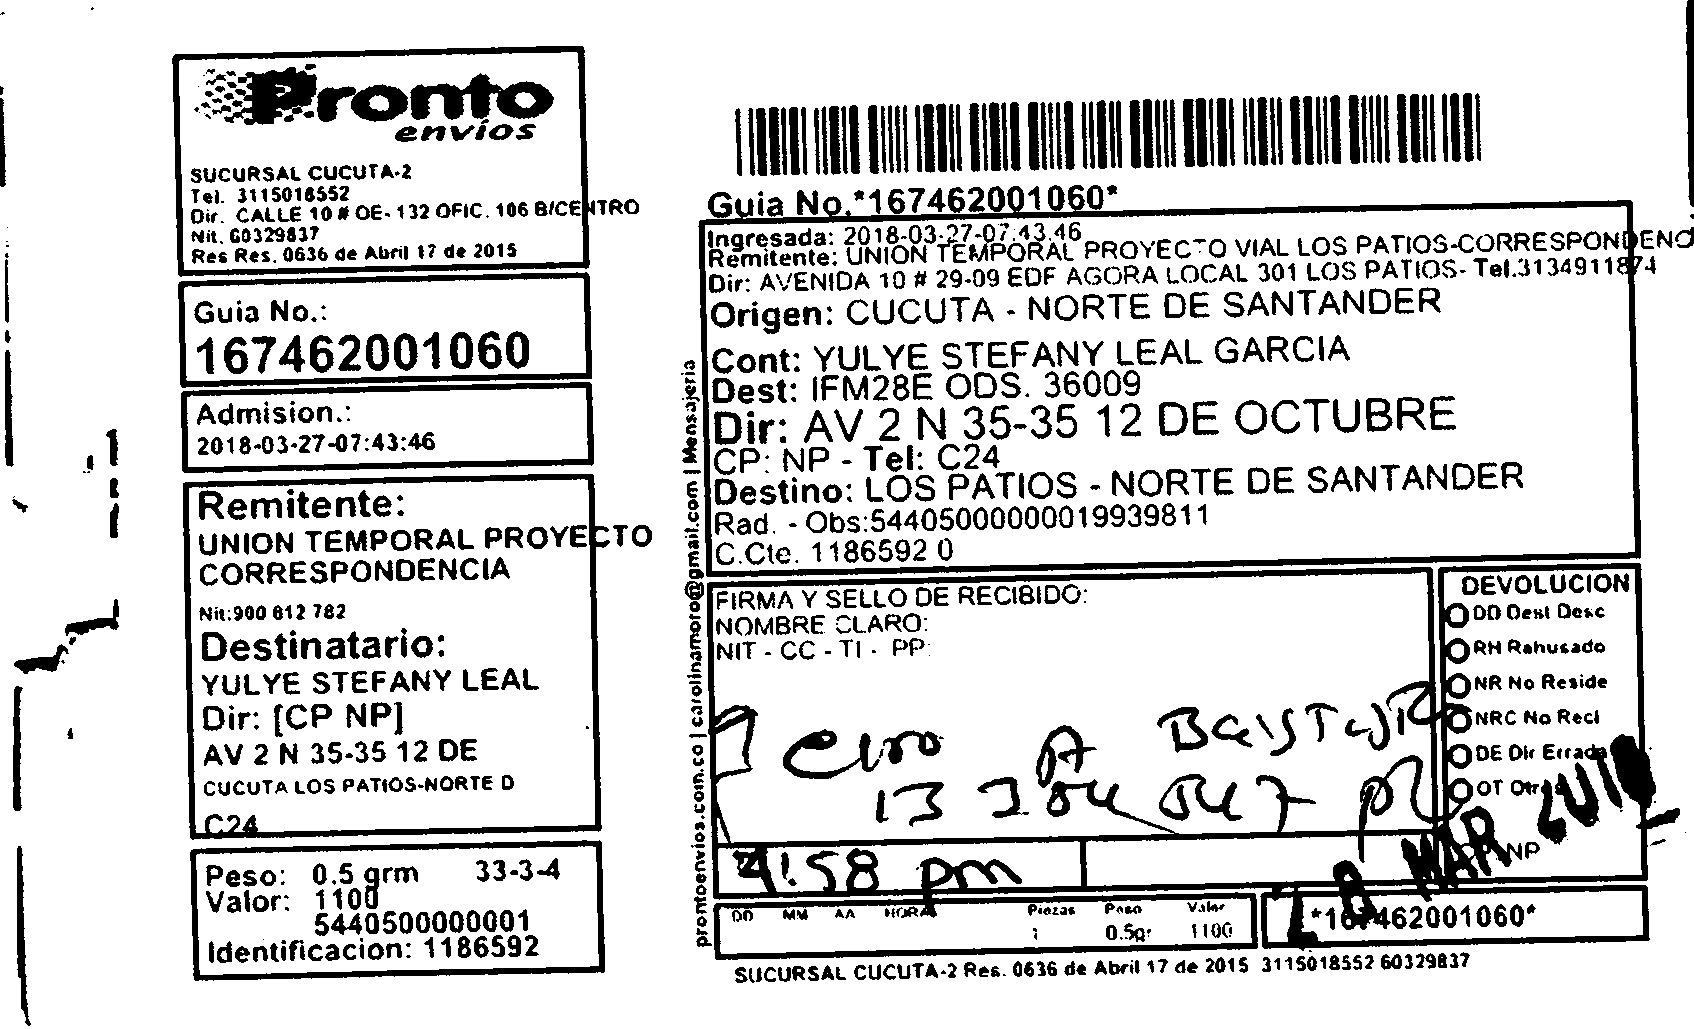 Pronto
envíos
SUCURSAL CUCUTA-2
Tel. 3115018552
Dir. CALLE 10 # OE-132 OFIC. 106 B/CENTRO
Nit. 60329837
Res Res. 0636 de Abril 17 de 2015
Guia No.:
167462001060
Admision.:
2018-03-27-07:43:46
Remitente:
UNION TEMPORAL PROYECTO
CORRESPONDENCIA
Nit:900 612 782
Destinatario:
YULYE STEFANY LEAL
Dir: [CP NP]
AV 2 N 35-35 12 DE
CUCUTA LOS PATIOS-NORTE D
C24
Peso: 0.5 grm 33-3-4
Valor: 1100
5440500000001
Identificacion: 1186592
prontoenvios.com.co | carolinamoro@gmail.com | Mensajeria
Guia No.*167462001060*
Ingresada: 2018-03-27-07.43.46
Remitente: UNION TEMPORAL PROYECTO VIAL LOS PATIOS-CORRESPONDENC
Dir: AVENIDA 10 # 29-09 EDF AGORA LOCAL 301 LOS PATIOS- Tel.3134911874
Origen: CUCUTA - NORTE DE SANTANDER
Cont: YULYE STEFANY LEAL GARCIA
Dest: IFM28E ODS. 36009
Dir: AV 2 N 35-35 12 DE OCTUBRE
CP: NP - Tel: C24
Destino: LOS PATIOS - NORTE DE SANTANDER
Rad. - Obs:54405000000019939811
C.Cte. 1186592 0
FIRMA Y SELLO DE RECIBIDO:
NOMBRE CLARO:
NIT - CC - TI - PP:
DEVOLUCION
DD Dest Desc
RH Rahusado
NR No Reside
NRC No Recl
DE Dir Errada
OT Otros
NP
A
13
4:58 pm
MAR
DD MM AA HORA Piezas Peso Valor
1 0.5gr 1100
*167462001060*
SUCURSAL CUCUTA-2 Res. 0636 de Abril 17 de 2015 3115018552 60329837